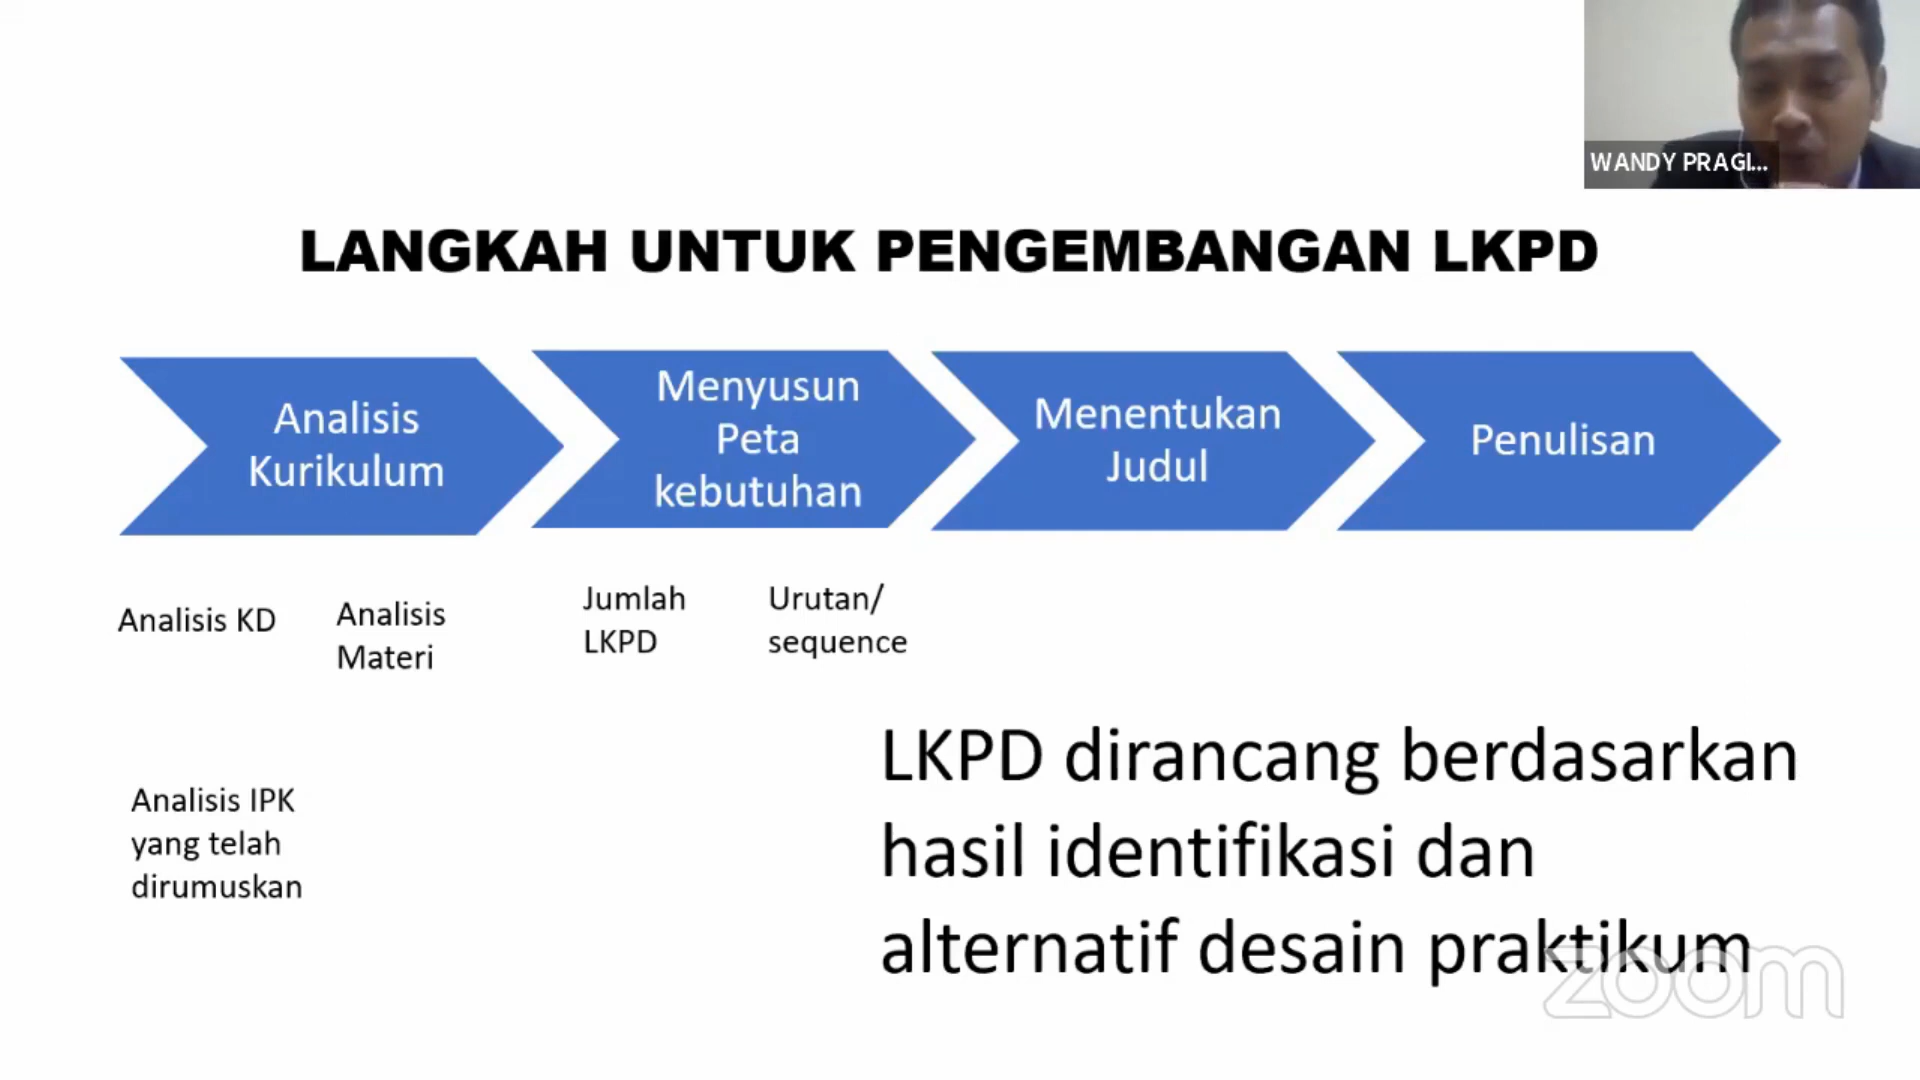 WANDY PRAGI...
LANGKAH UNTUK PENGEMBANGAN LKPD
Analisis
Kurikulum
Menyusun
Peta
kebutuhan
Menentukan
Judul
Penulisan
Analisis KD
Analisis
Materi
Jumlah
LKPD
Urutan/
sequence
Analisis IPK
yang telah
dirumuskan
LKPD dirancang berdasarkan
hasil identifikasi dan
alternatif desain praktikum
zoom